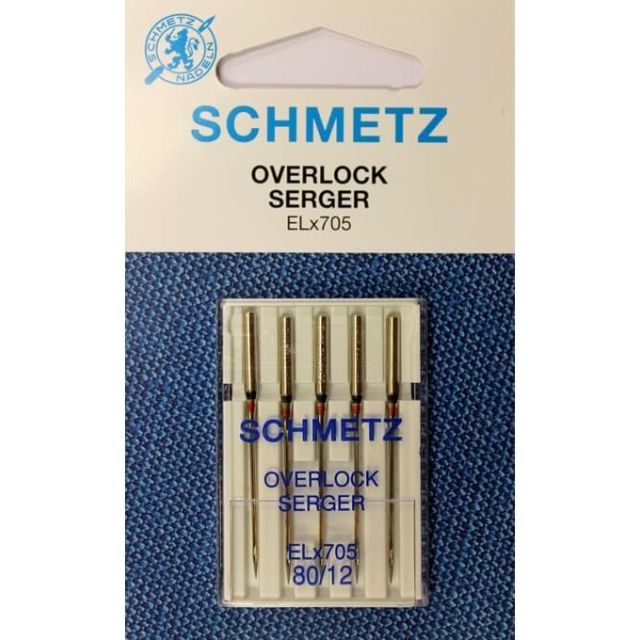 SCHMETZ
NADELN
SCHMETZ
OVERLOCK
SERGER
ELx705
SCHMETZ
OVERLOCK
SERGER
ELx705
80/12